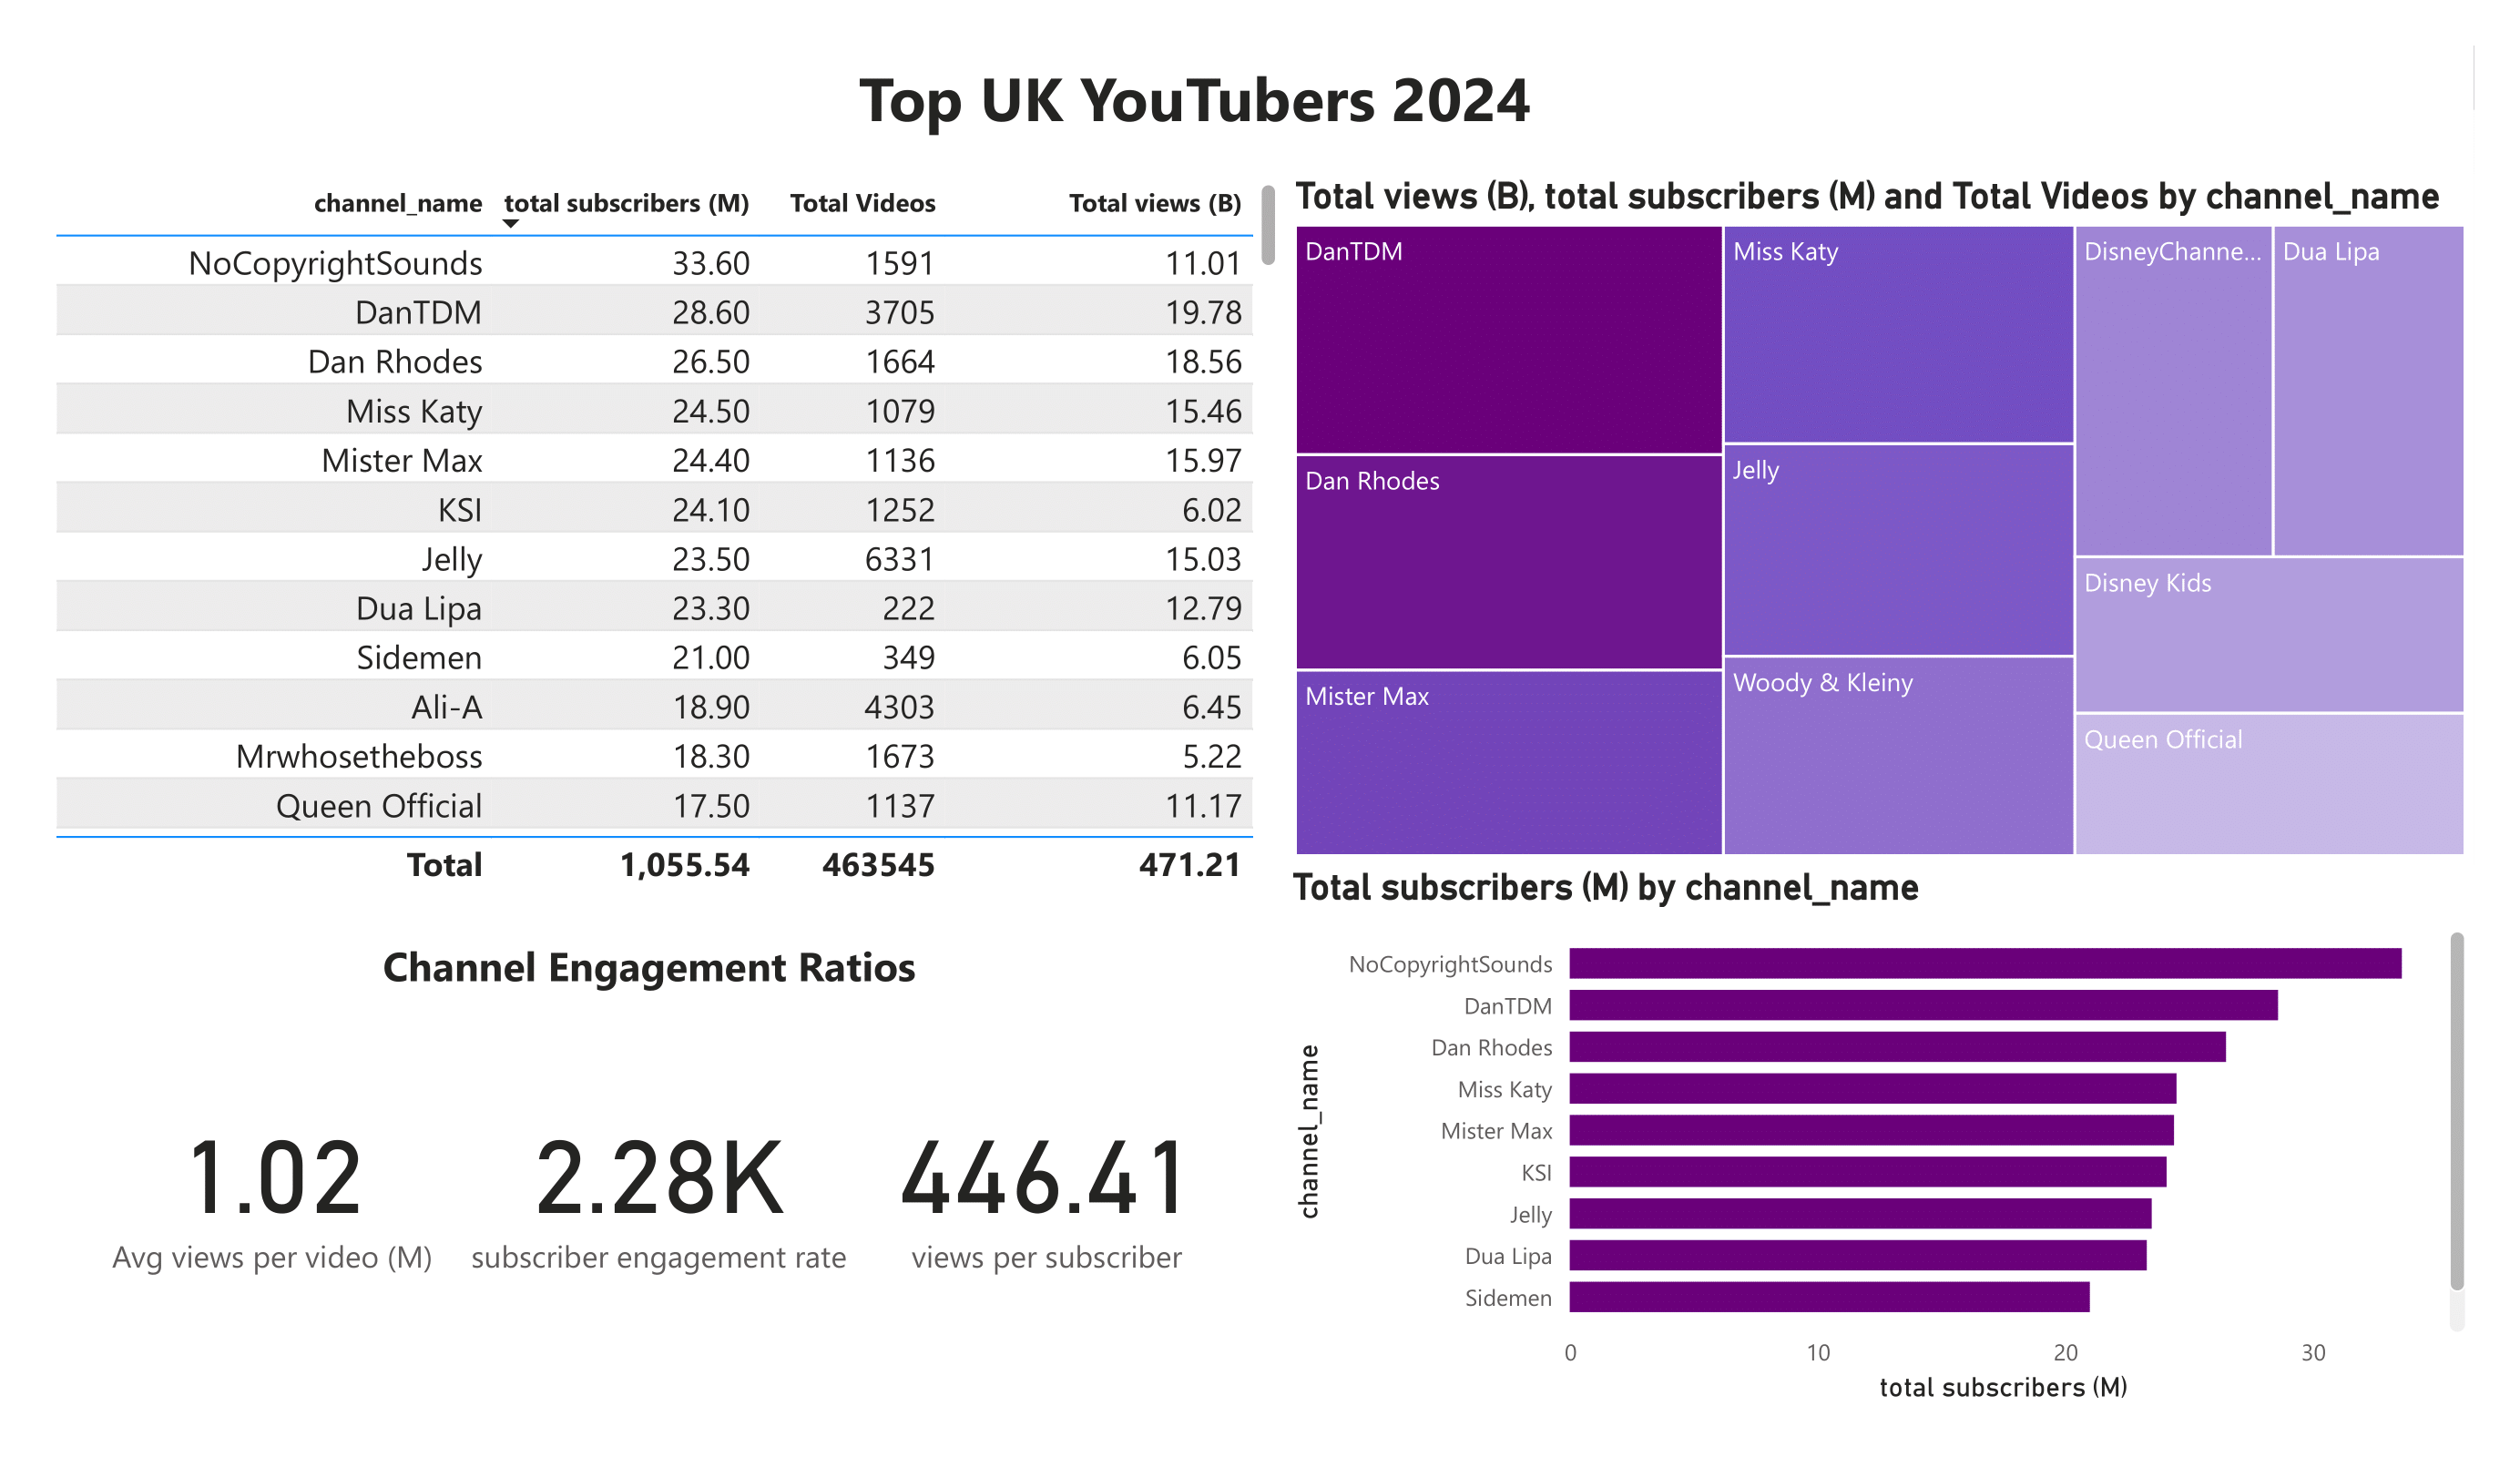 Top UK YouTubers 2024
channel_name total subscribers (M) Total Videos Total views (B)
NoCopyrightSounds 33.60 1591 11.01
DanTDM 28.60 3705 19.78
Dan Rhodes 26.50 1664 18.56
Miss Katy 24.50 1079 15.46
Mister Max 24.40 1136 15.97
KSI 24.10 1252 6.02
Jelly 23.50 6331 15.03
Dua Lipa 23.30 222 12.79
Sidemen 21.00 349 6.05
Ali-A 18.90 4303 6.45
Mrwhosetheboss 18.30 1673 5.22
Queen Official 17.50 1137 11.17
Total 1,055.54 463545 471.21
Total views (B), total subscribers (M) and Total Videos by channel_name
DanTDM
Dan Rhodes
Mister Max
Miss Katy
Jelly
Woody & Kleiny
DisneyChanne...
Dua Lipa
Disney Kids
Queen Official
Channel Engagement Ratios
1.02
Avg views per video (M)
2.28K
subscriber engagement rate
446.41
views per subscriber
Total subscribers (M) by channel_name
channel_name
NoCopyrightSounds
DanTDM
Dan Rhodes
Miss Katy
Mister Max
KSI
Jelly
Dua Lipa
Sidemen
0 10 20 30
total subscribers (M)